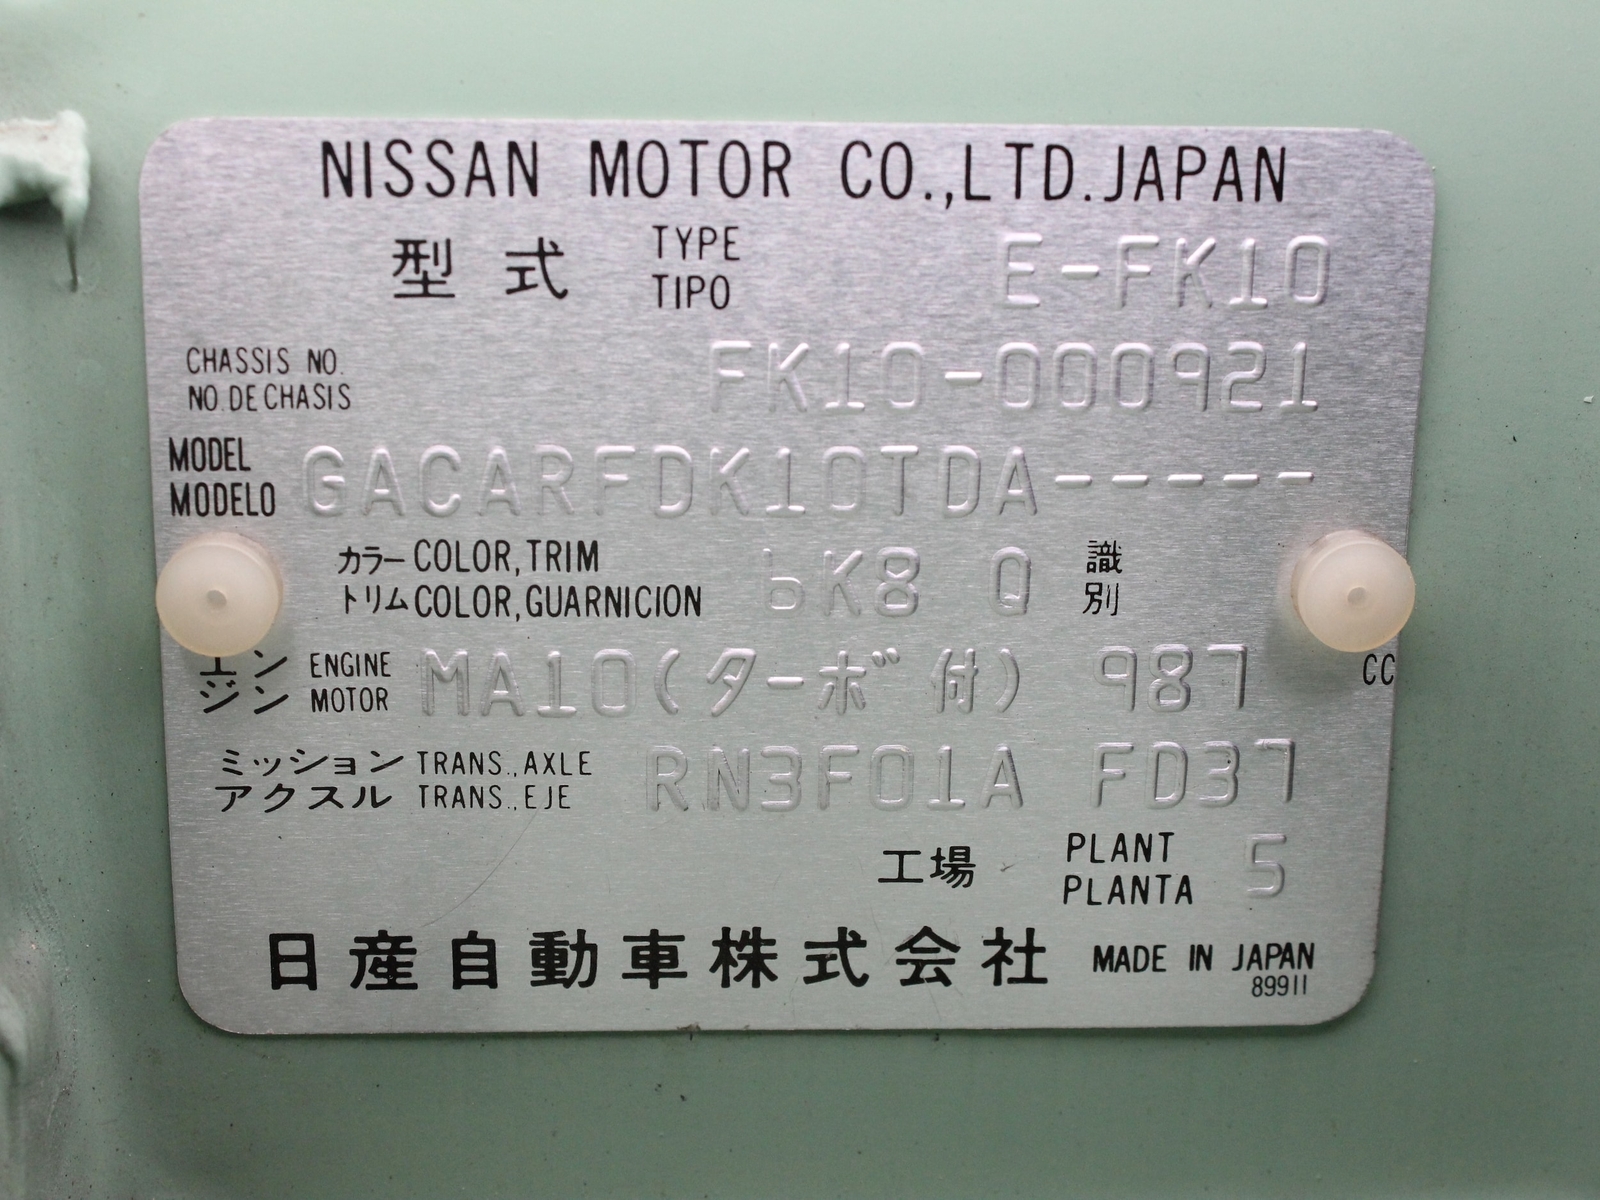 NISSAN MOTOR CO.,LTD.JAPAN
型式 TYPE TIPO E-FK10
CHASSIS NO. NO.DE CHASIS FK10-000921
MODEL MODELO GACARFDK10TDA-----
カラー COLOR,TRIM トリム COLOR,GUARNICION 6K8 Q 識別
エンジン ENGINE MOTOR MA10(ターボ付) 987 CC
ミッション TRANS.,AXLE アクスル TRANS.,EJE RN3F01A FD37
工場 PLANT PLANTA 5
日産自動車株式会社 MADE IN JAPAN
89911